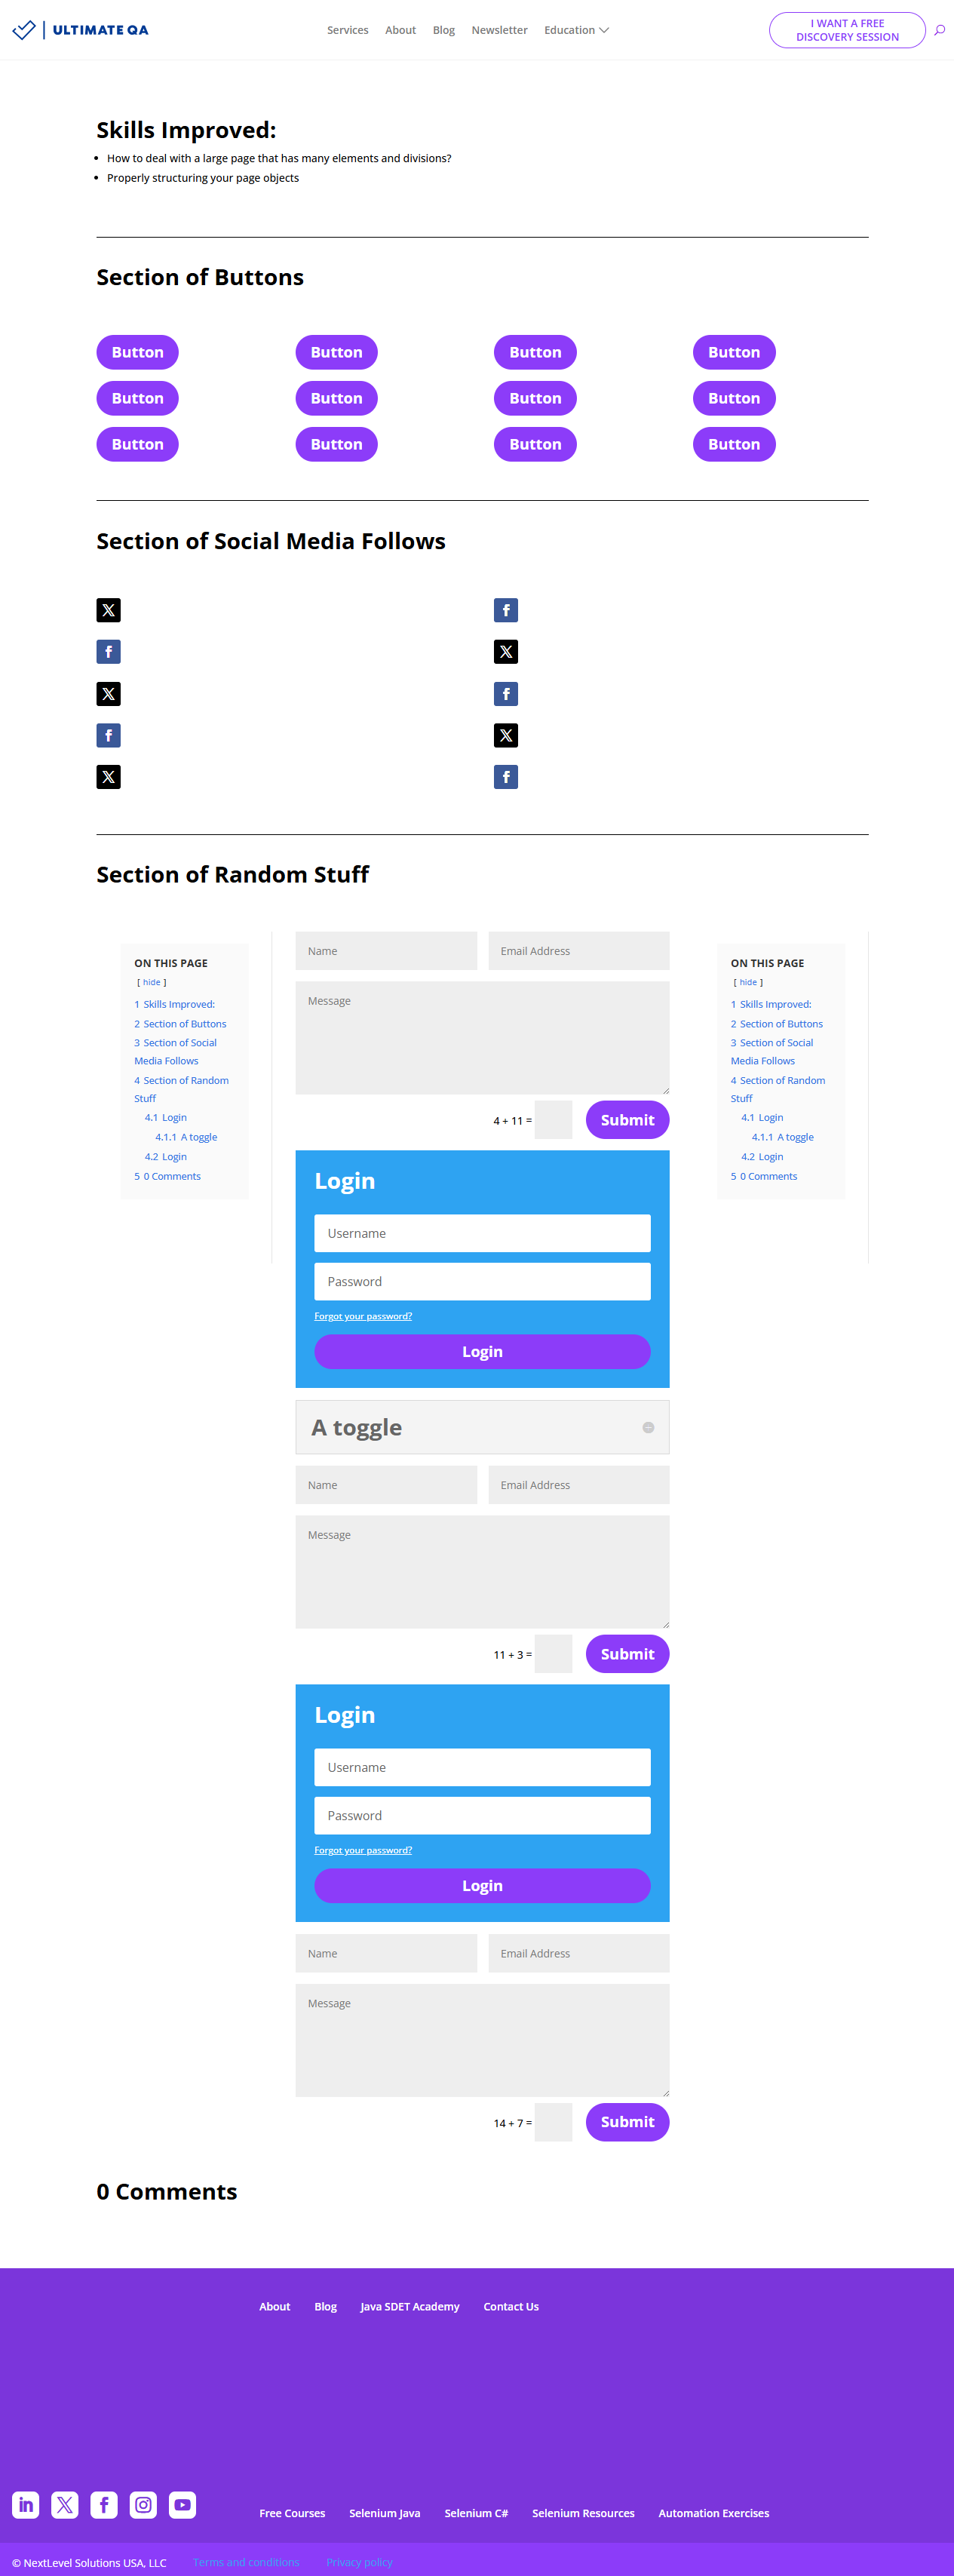 ULTIMATE QA
Services About Blog Newsletter Education
I WANT A FREE
DISCOVERY SESSION
Skills Improved:
How to deal with a large page that has many elements and divisions?
Properly structuring your page objects
Section of Buttons
Button Button Button Button
Button Button Button Button
Button Button Button Button
Section of Social Media Follows
Section of Random Stuff
ON THIS PAGE
[ hide ]
1 Skills Improved:
2 Section of Buttons
3 Section of Social
Media Follows
4 Section of Random
Stuff
4.1 Login
4.1.1 A toggle
4.2 Login
5 0 Comments
Name Email Address
Message
4 + 11 = Submit
Login
Username
Password
Forgot your password?
Login
A toggle
Name Email Address
Message
11 + 3 = Submit
Login
Username
Password
Forgot your password?
Login
Name Email Address
Message
14 + 7 = Submit
ON THIS PAGE
[ hide ]
1 Skills Improved:
2 Section of Buttons
3 Section of Social
Media Follows
4 Section of Random
Stuff
4.1 Login
4.1.1 A toggle
4.2 Login
5 0 Comments
0 Comments
About Blog Java SDET Academy Contact Us
Free Courses Selenium Java Selenium C# Selenium Resources Automation Exercises
© NextLevel Solutions USA, LLC Terms and conditions Privacy policy